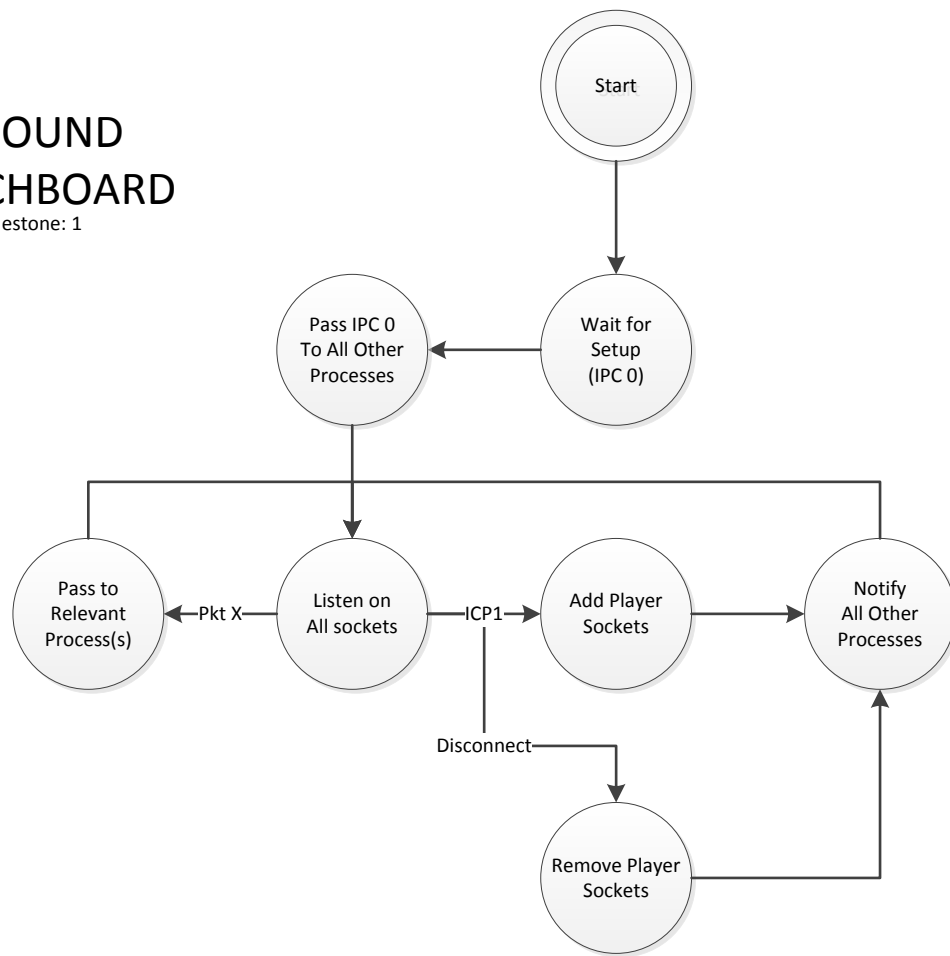 Start
OUND
CHBOARD
estone: 1
Pass IPC 0
To All Other
Processes
Wait for
Setup
(IPC 0)
Pass to
Relevant
Process(s)
Pkt X
Listen on
All sockets
ICP1
Add Player
Sockets
Notify
All Other
Processes
Disconnect
Remove Player
Sockets